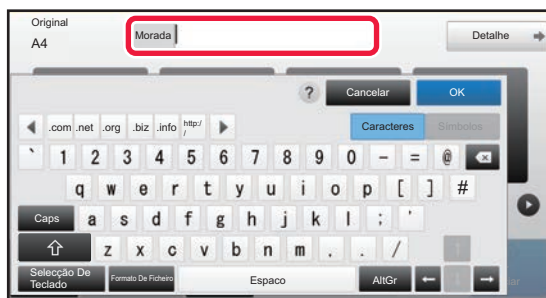 Original
A4
Morada
Detalhe
? Cancelar OK
.com .net .org .biz .info http:/
/
Caracteres Símbolos
` 1 2 3 4 5 6 7 8 9 0 - = @
q w e r t y u i o p [ ] #
Caps a s d f g h j k l ; '
z x c v b n m , . /
Selecção De
Teclado
Formato De Ficheiro
Espaco
AltGr